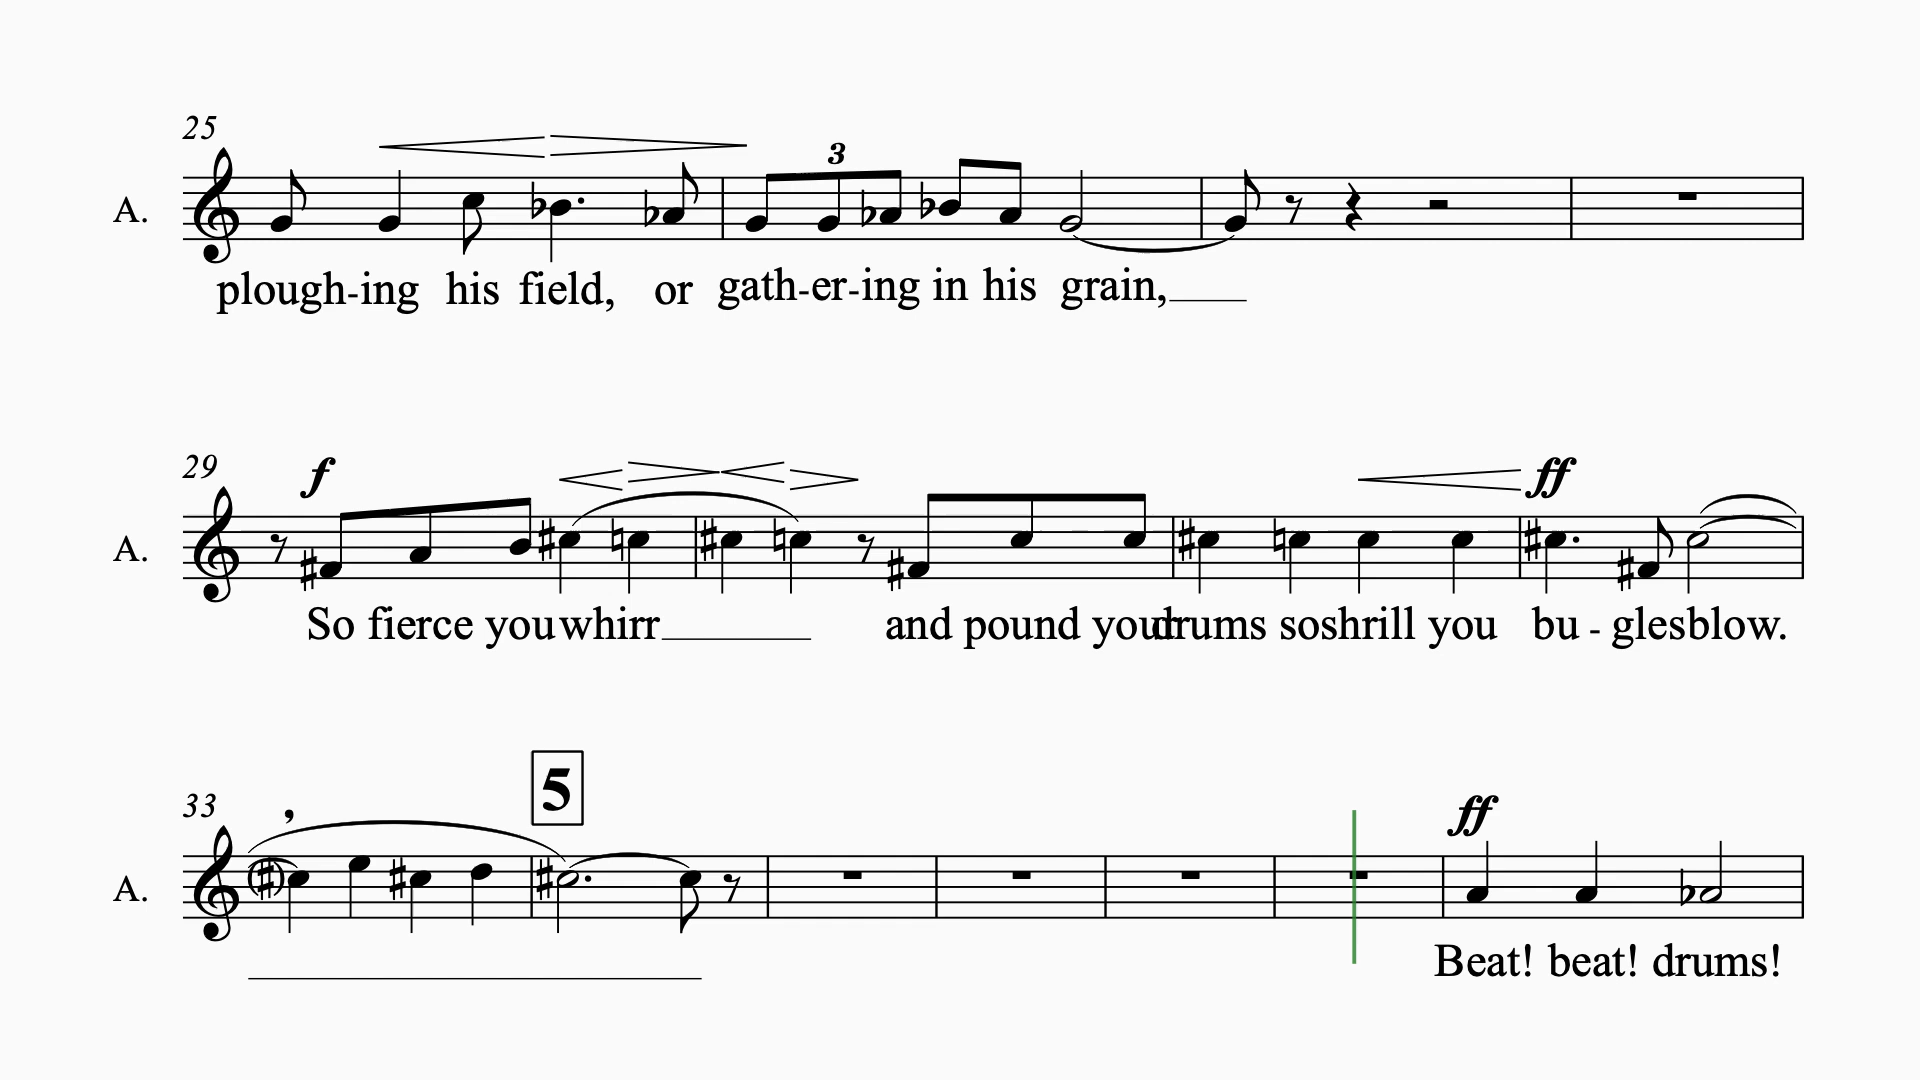 25
3
A.
plough-ing his field, or gath-er-ing in his grain,
29
f ff
A.
So fierce you whirr and pound your drums so shrill you bu - gles blow.
5
33 , ff
A.
Beat! beat! drums!